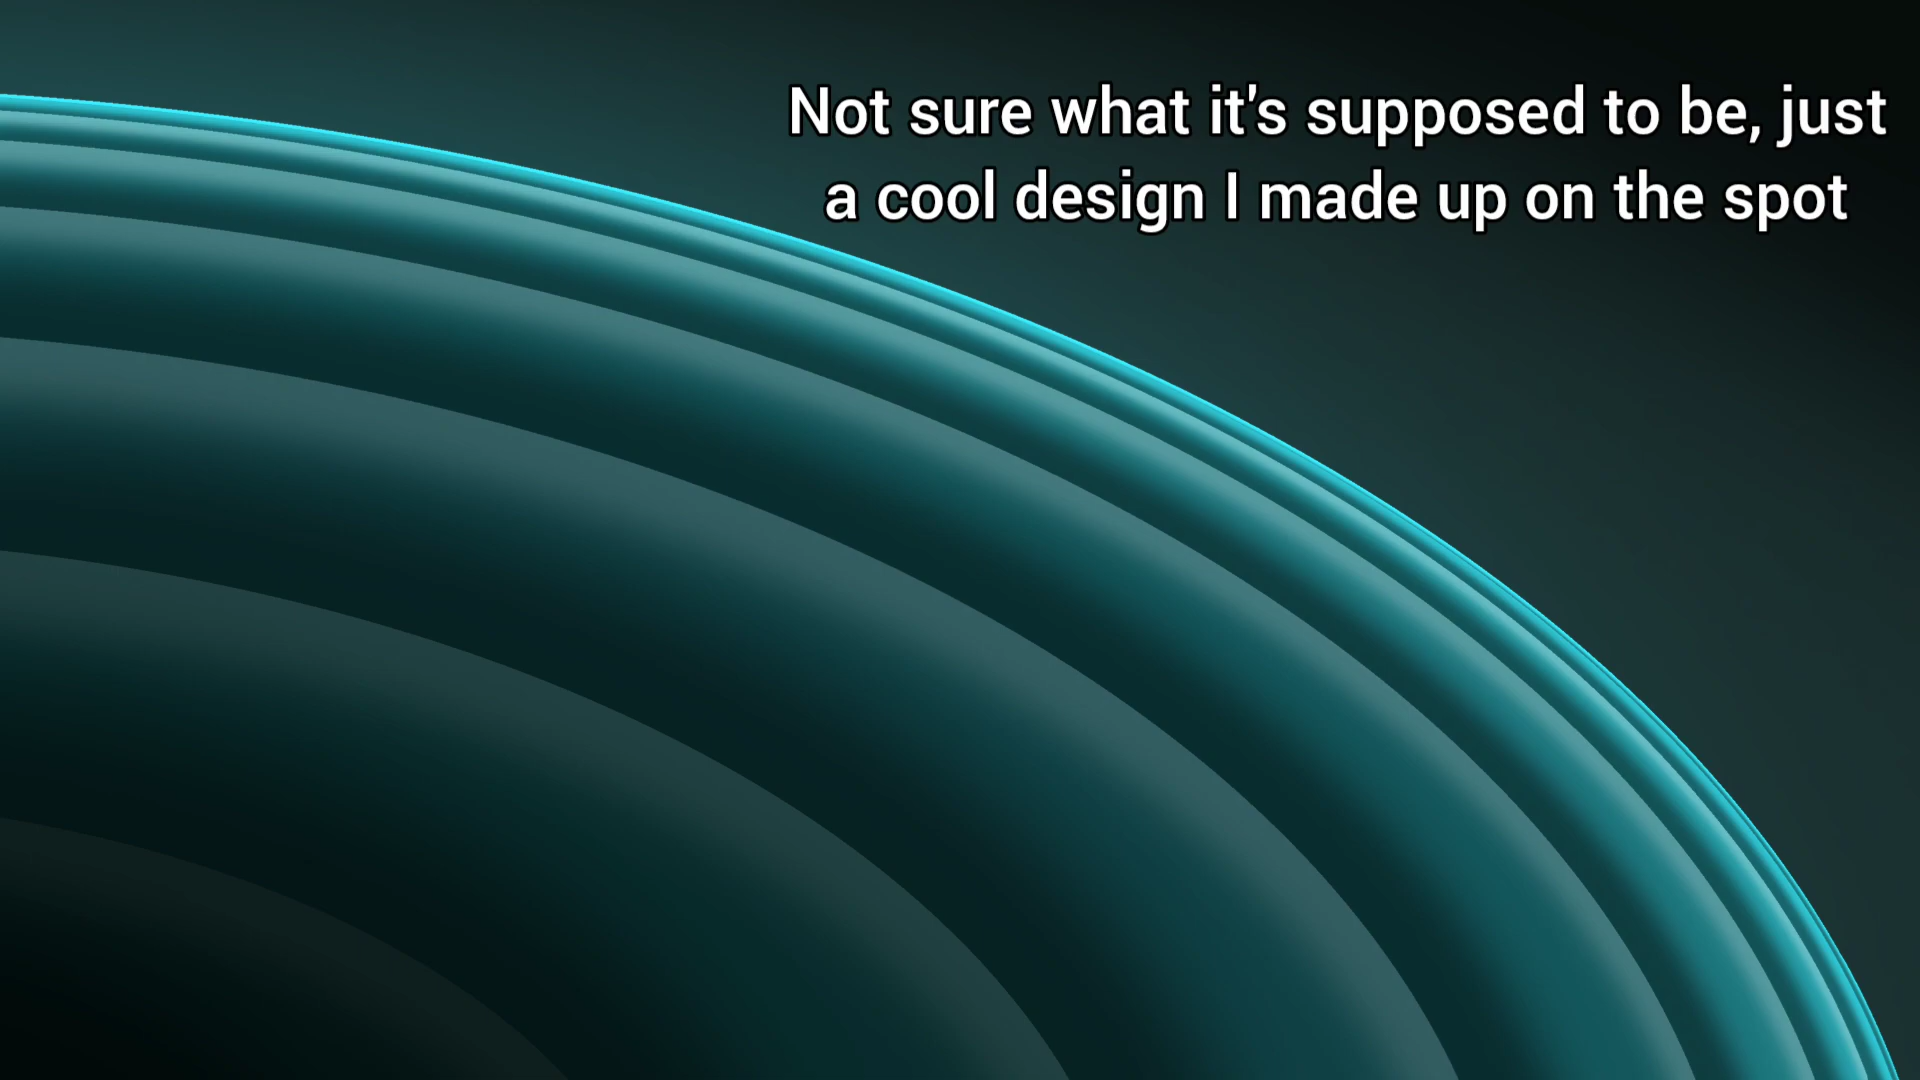 Not sure what it's supposed to be, just
a cool design I made up on the spot